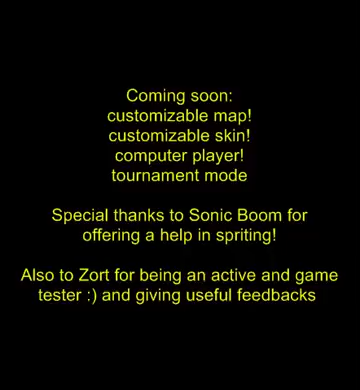 Coming soon:
customizable map!
customizable skin!
computer player!
tournament mode
Special thanks to Sonic Boom for
offering a help in spriting!
Also to Zort for being an active and game
tester :) and giving useful feedbacks